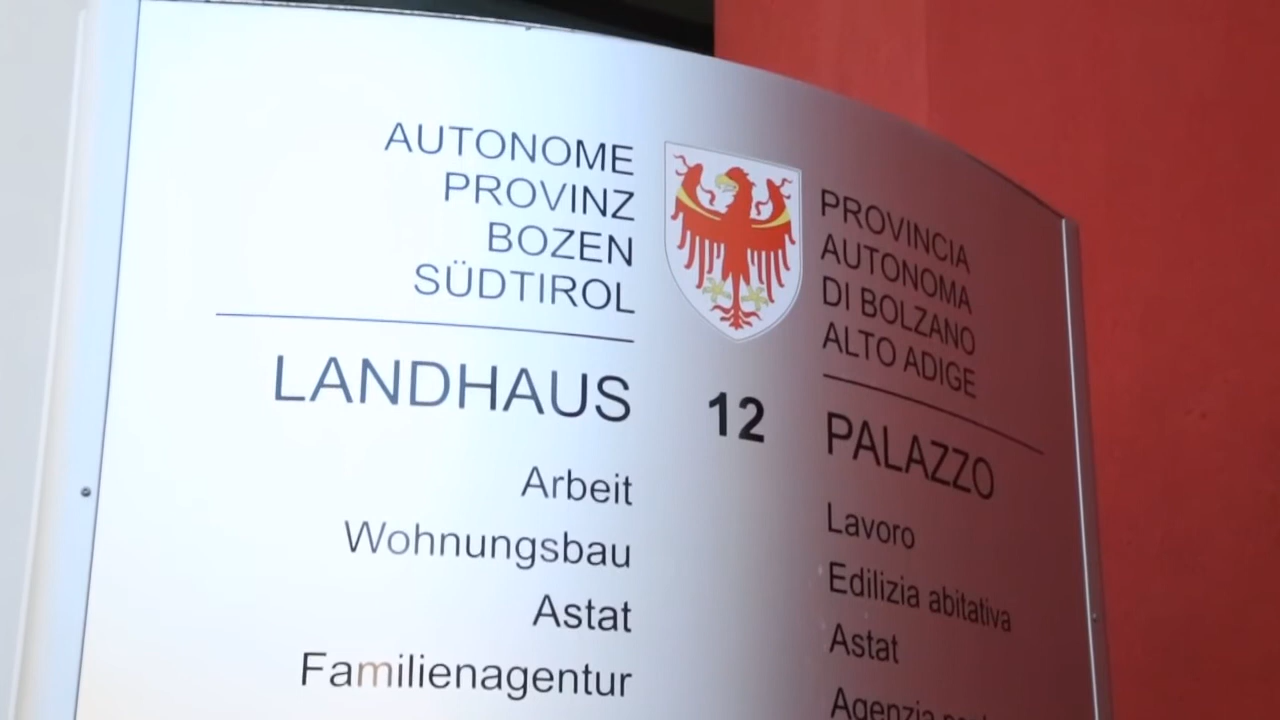 AUTONOME
PROVINZ
BOZEN
SÜDTIROL
LANDHAUS
12
Arbeit
Wohnungsbau
Astat
Familienagentur
PROVINCIA
AUTONOMA
DI BOLZANO
ALTO ADIGE
PALAZZO
Lavoro
Edilizia abitativa
Astat
Agenzia